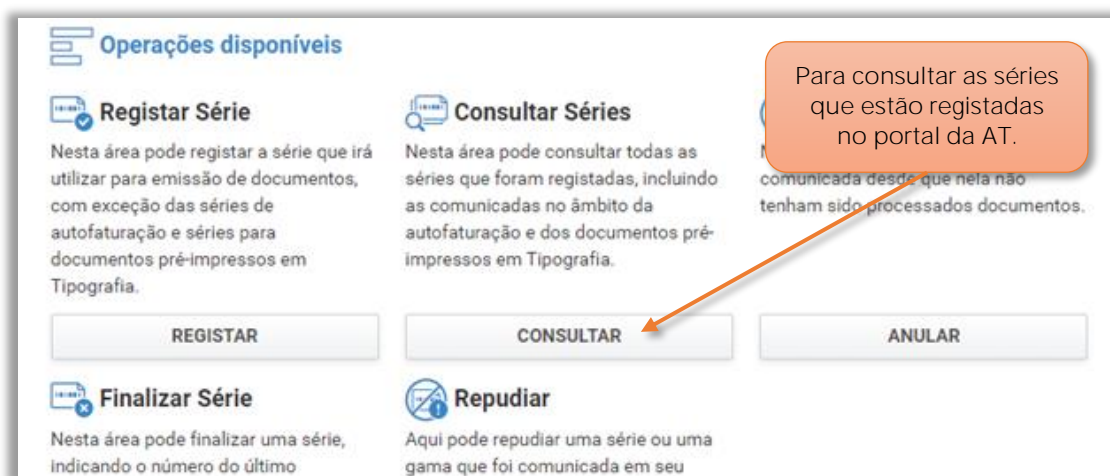 Operações disponíveis
Para consultar as séries
que estão registadas
no portal da AT.
Registar Série
Nesta área pode registar a série que irá
utilizar para emissão de documentos,
com exceção das séries de
autofaturação e séries para
documentos pré-impressos em
Tipografia.
REGISTAR
Consultar Séries
Nesta área pode consultar todas as
séries que foram registadas, incluindo
as comunicadas no âmbito da
autofaturação e dos documentos pré-
impressos em Tipografia.
CONSULTAR
comunicada desde que nela não
tenham sido processados documentos.
ANULAR
Finalizar Série
Nesta área pode finalizar uma série,
indicando o número do último
Repudiar
Aqui pode repudiar uma série ou uma
gama que foi comunicada em seu